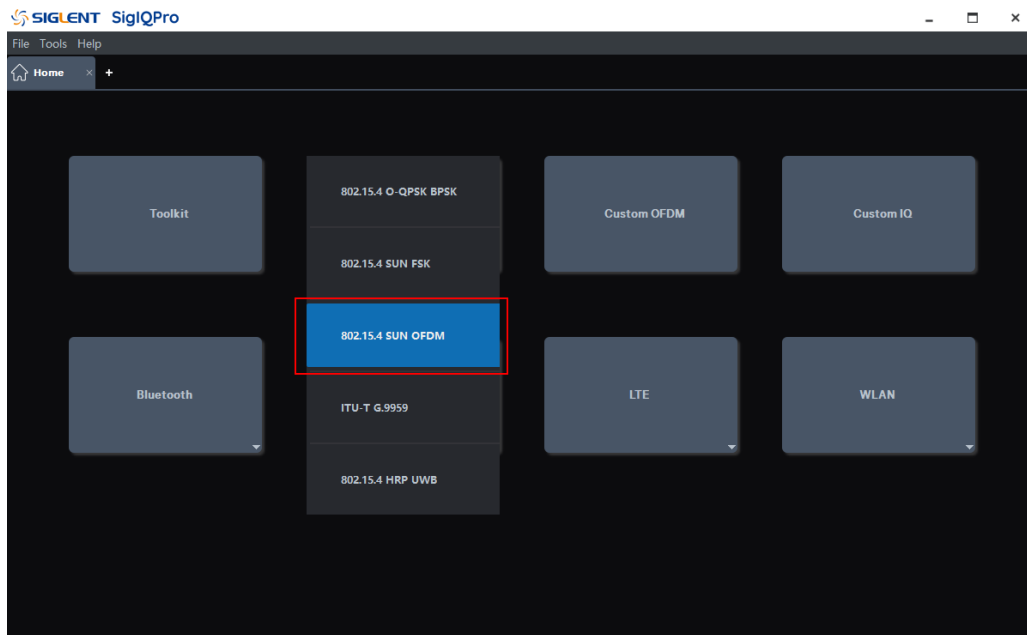 SIGLENT SigIQPro
File Tools Help
Home × +
Toolkit
802.15.4 O-QPSK BPSK
802.15.4 SUN FSK
802.15.4 SUN OFDM
ITU-T G.9959
802.15.4 HRP UWB
Custom OFDM
Custom IQ
Bluetooth
LTE
WLAN